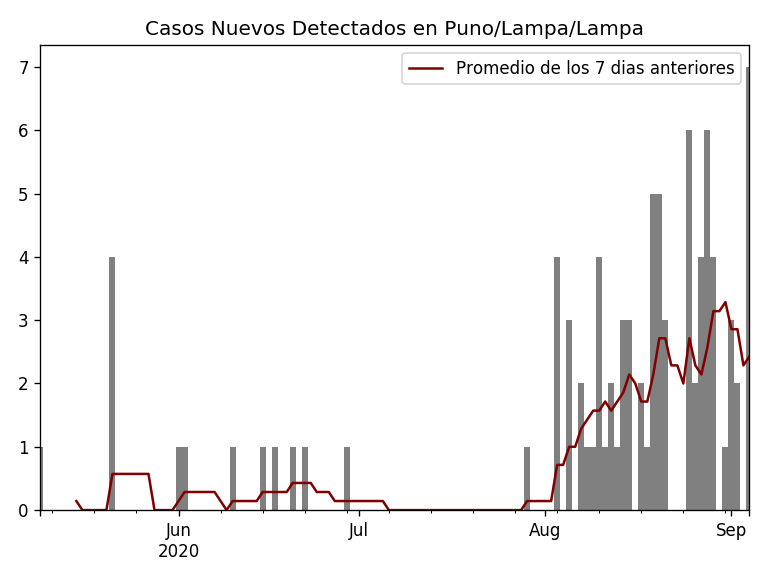 Casos Nuevos Detectados en Puno/Lampa/Lampa
Promedio de los 7 dias anteriores
7
6
5
4
3
2
1
0
Jun
2020
Jul
Aug
Sep